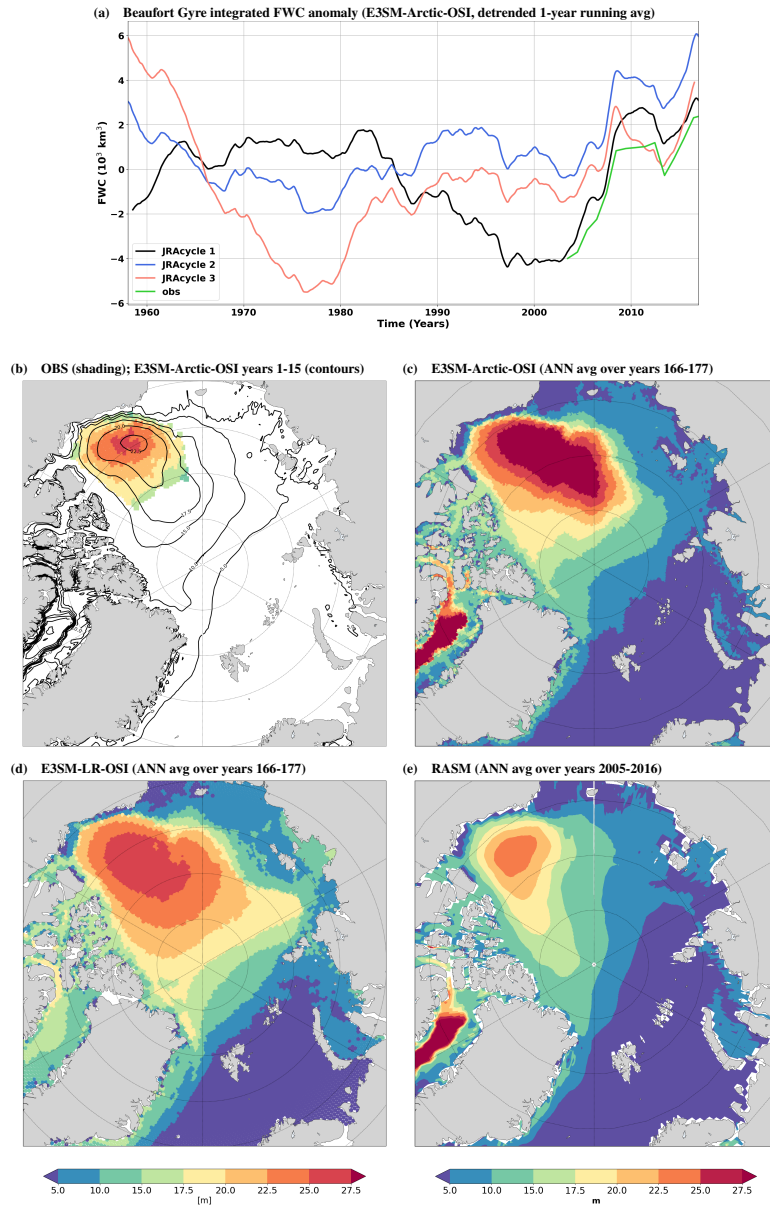 (a) Beaufort Gyre integrated FWC anomaly (E3SM-Arctic-OSI, detrended 1-year running avg)
6
4
2
0
−2
−4
−6
FWC (10³ km³)
JRAcycle 1
JRAcycle 2
JRAcycle 3
obs
1960 1970 1980 1990 2000 2010
Time (Years)
(b) OBS (shading); E3SM-Arctic-OSI years 1-15 (contours)
(c) E3SM-Arctic-OSI (ANN avg over years 166-177)
(d) E3SM-LR-OSI (ANN avg over years 166-177)
(e) RASM (ANN avg over years 2005-2016)
5.0 10.0 15.0 17.5 20.0 22.5 25.0 27.5
[m]
5.0 10.0 15.0 17.5 20.0 22.5 25.0 27.5
m